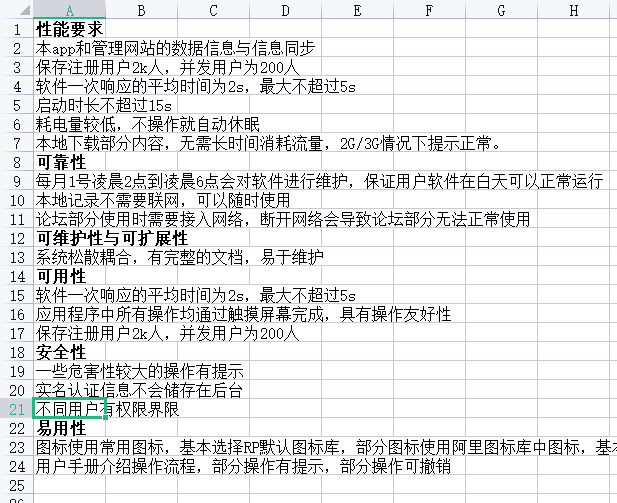 A B C D E F G H
1 性能要求
2 本app和管理网站的数据信息与信息同步
3 保存注册用户2k人，并发用户为200人
4 软件一次响应的平均时间为2s，最大不超过5s
5 启动时长不超过15s
6 耗电量较低，不操作就自动休眠
7 本地下载部分内容，无需长时间消耗流量，2G/3G情况下提示正常。
8 可靠性
9 每月1号凌晨2点到凌晨6点会对软件进行维护，保证用户软件在白天可以正常运行
10 本地记录不需要联网，可以随时使用
11 论坛部分使用时需要接入网络，断开网络会导致论坛部分无法正常使用
12 可维护性与可扩展性
13 系统松散耦合，有完整的文档，易于维护
14 可用性
15 软件一次响应的平均时间为2s，最大不超过5s
16 应用程序中所有操作均通过触摸屏幕完成，具有操作友好性
17 保存注册用户2k人，并发用户为200人
18 安全性
19 一些危害性较大的操作有提示
20 实名认证信息不会储存在后台
21 不同用户有权限界限
22 易用性
23 图标使用常用图标，基本选择RP默认图标库，部分图标使用阿里图标库中图标，基
24 用户手册介绍操作流程，部分操作有提示，部分操作可撤销
25